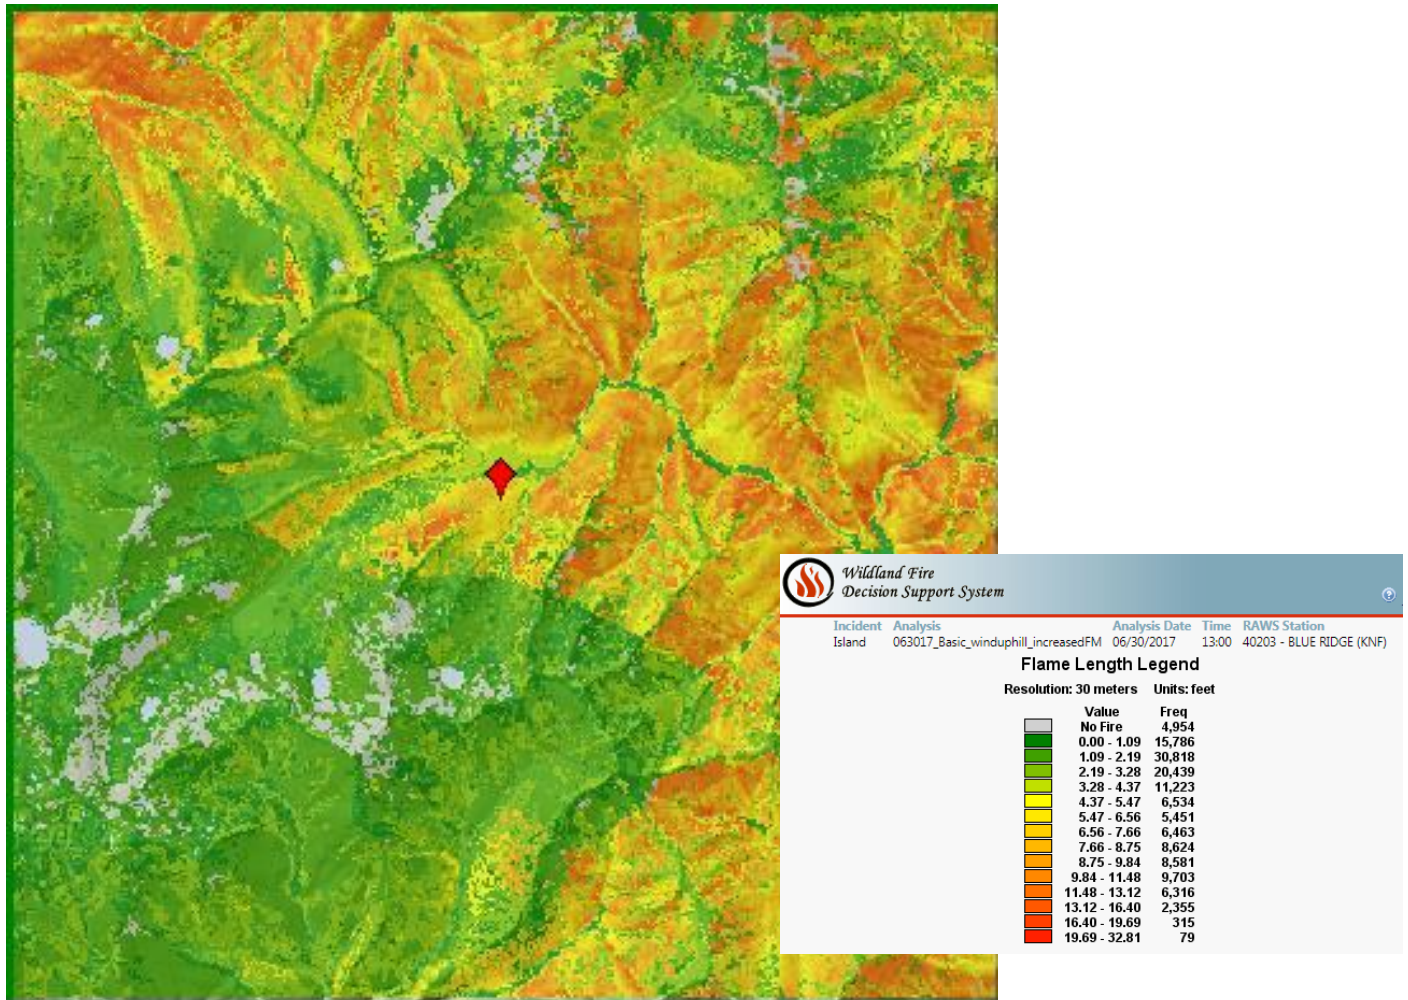 Wildland Fire
Decision Support System
?
Incident Analysis Analysis Date Time RAWS Station
Island 063017_Basic_winduphill_increasedFM 06/30/2017 13:00 40203 - BLUE RIDGE (KNF)
Flame Length Legend
Resolution: 30 meters Units: feet
Value Freq
No Fire 4,954
0.00 - 1.09 15,786
1.09 - 2.19 30,818
2.19 - 3.28 20,439
3.28 - 4.37 11,223
4.37 - 5.47 6,534
5.47 - 6.56 5,451
6.56 - 7.66 6,463
7.66 - 8.75 8,624
8.75 - 9.84 8,581
9.84 - 11.48 9,703
11.48 - 13.12 6,316
13.12 - 16.40 2,355
16.40 - 19.69 315
19.69 - 32.81 79